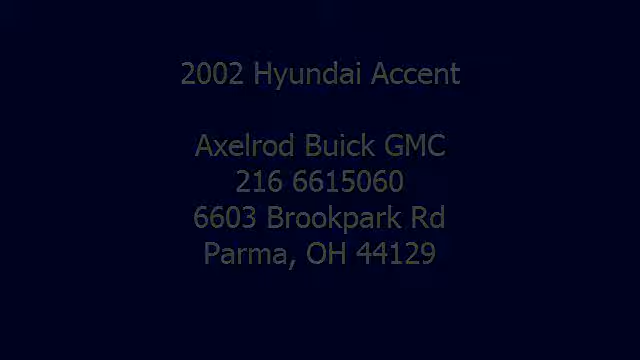 2002 Hyundai Accent
Axelrod Buick GMC
216 6615060
6603 Brookpark Rd
Parma, OH 44129